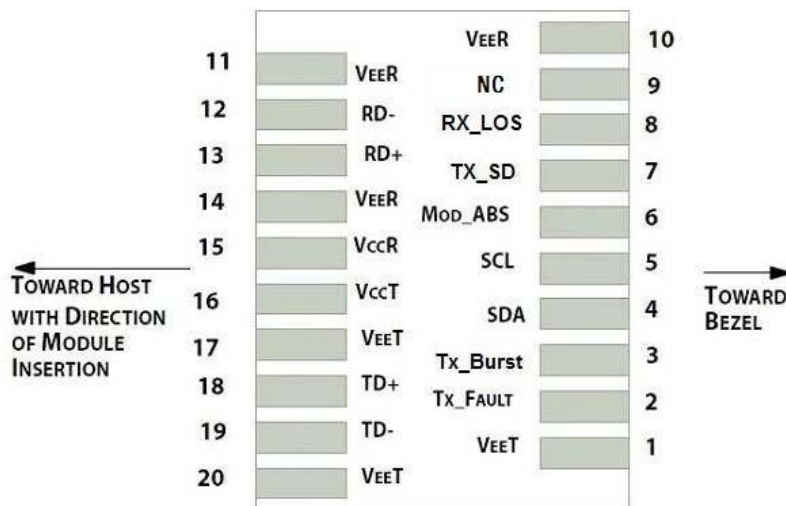 VEER 10
11 VEER
NC 9
12 RD-
RX_LOS 8
13 RD+
TX_SD 7
14 VEER
MOD_ABS 6
15 VCCR
SCL 5
16 VCCT
SDA 4
17 VEET
Tx_Burst 3
18 TD+
TX_FAULT 2
19 TD-
VEET 1
20 VEET
TOWARD HOST
WITH DIRECTION
OF MODULE
INSERTION
TOWARD
BEZEL